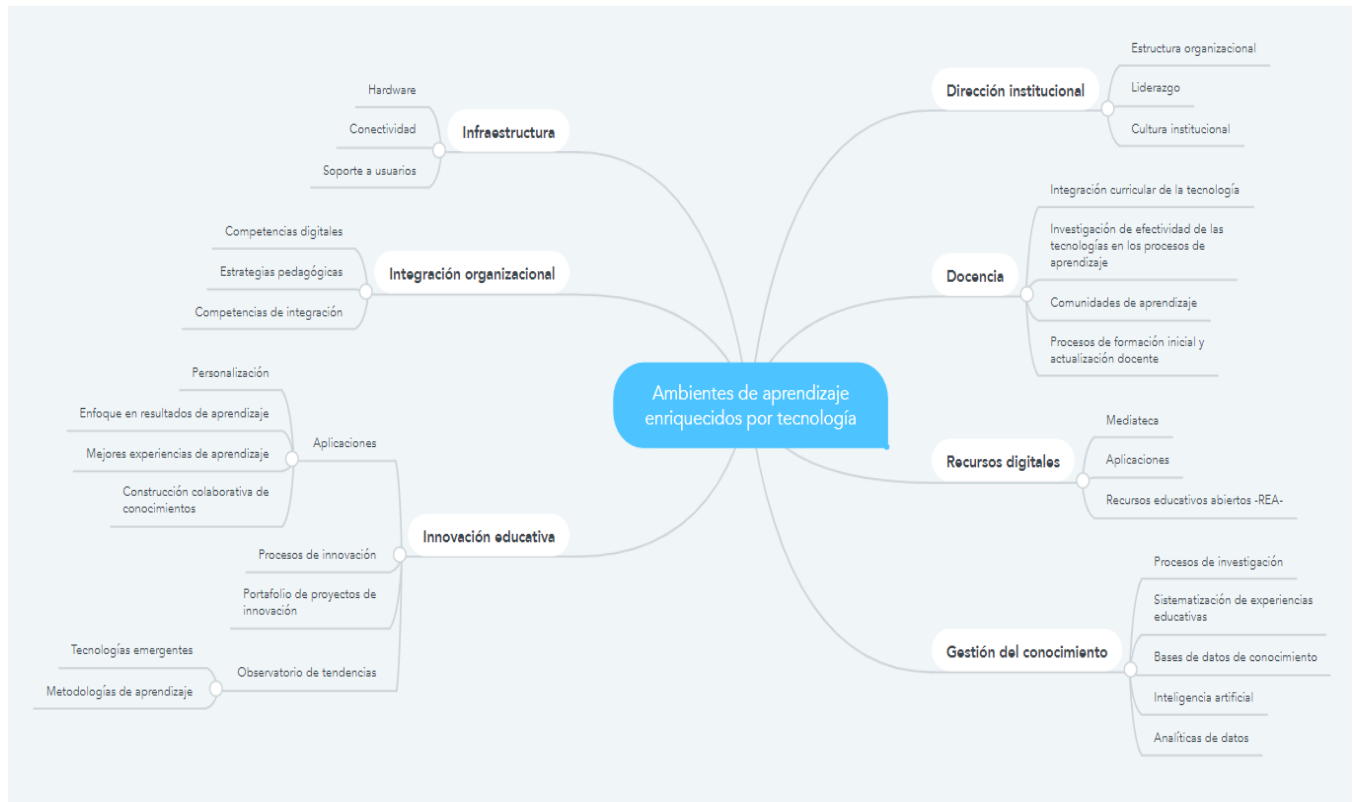 Ambientes de aprendizaje
enriquecidos por tecnología
Infraestructura
Hardware
Conectividad
Soporte a usuarios
Integración organizacional
Competencias digitales
Estrategias pedagógicas
Competencias de integración
Innovación educativa
Aplicaciones
Personalización
Enfoque en resultados de aprendizaje
Mejores experiencias de aprendizaje
Construcción colaborativa de
conocimientos
Procesos de innovación
Portafolio de proyectos de
innovación
Observatorio de tendencias
Tecnologías emergentes
Metodologías de aprendizaje
Dirección institucional
Estructura organizacional
Liderazgo
Cultura institucional
Docencia
Integración curricular de la tecnología
Investigación de efectividad de las
tecnologías en los procesos de
aprendizaje
Comunidades de aprendizaje
Procesos de formación inicial y
actualización docente
Recursos digitales
Mediateca
Aplicaciones
Recursos educativos abiertos -REA-
Gestión del conocimiento
Procesos de investigación
Sistematización de experiencias
educativas
Bases de datos de conocimiento
Inteligencia artificial
Analíticas de datos